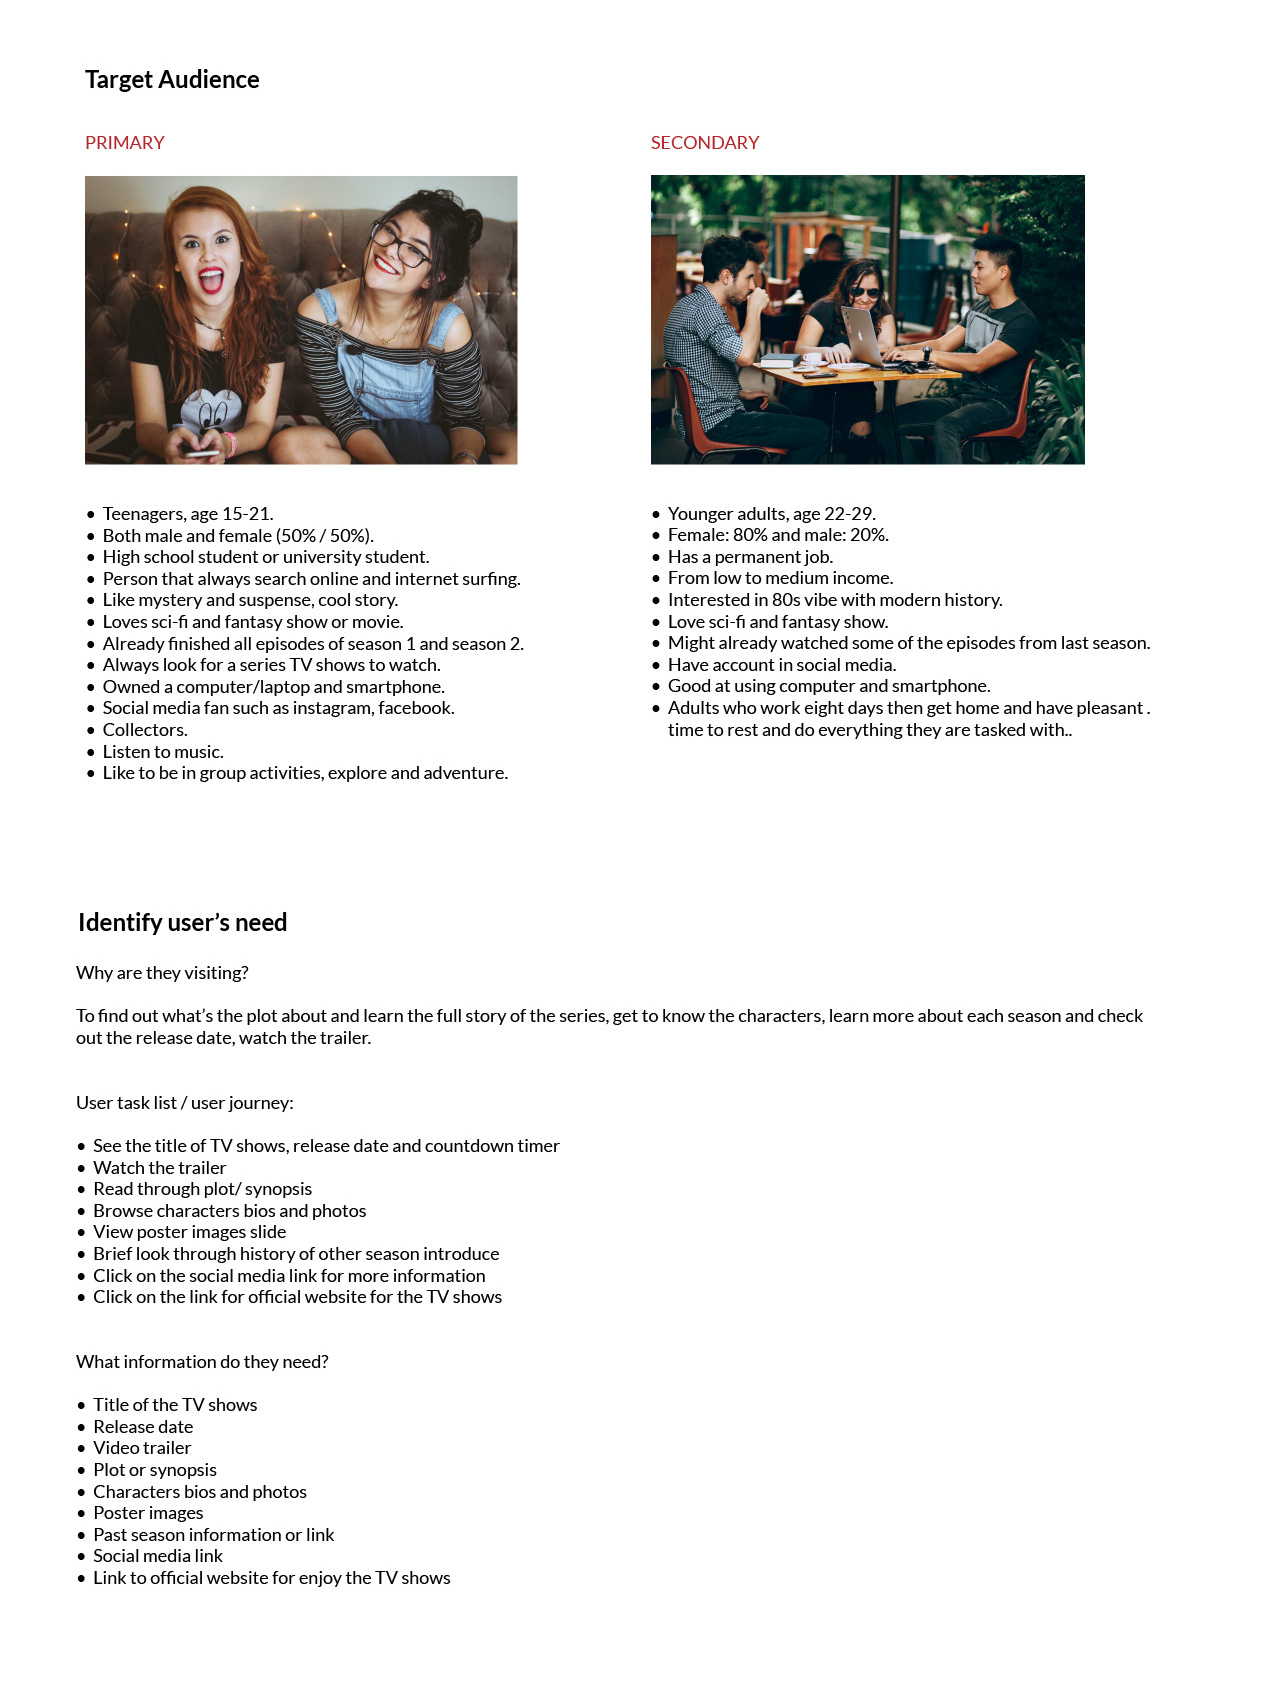 Target Audience
PRIMARY
• Teenagers, age 15-21.
• Both male and female (50% / 50%).
• High school student or university student.
• Person that always search online and internet surfing.
• Like mystery and suspense, cool story.
• Loves sci-fi and fantasy show or movie.
• Already finished all episodes of season 1 and season 2.
• Always look for a series TV shows to watch.
• Owned a computer/laptop and smartphone.
• Social media fan such as instagram, facebook.
• Collectors.
• Listen to music.
• Like to be in group activities, explore and adventure.
SECONDARY
• Younger adults, age 22-29.
• Female: 80% and male: 20%.
• Has a permanent job.
• From low to medium income.
• Interested in 80s vibe with modern history.
• Love sci-fi and fantasy show.
• Might already watched some of the episodes from last season.
• Have account in social media.
• Good at using computer and smartphone.
• Adults who work eight days then get home and have pleasant .
time to rest and do everything they are tasked with..
Identify user’s need
Why are they visiting?
To find out what’s the plot about and learn the full story of the series, get to know the characters, learn more about each season and check
out the release date, watch the trailer.
User task list / user journey:
• See the title of TV shows, release date and countdown timer
• Watch the trailer
• Read through plot/ synopsis
• Browse characters bios and photos
• View poster images slide
• Brief look through history of other season introduce
• Click on the social media link for more information
• Click on the link for official website for the TV shows
What information do they need?
• Title of the TV shows
• Release date
• Video trailer
• Plot or synopsis
• Characters bios and photos
• Poster images
• Past season information or link
• Social media link
• Link to official website for enjoy the TV shows